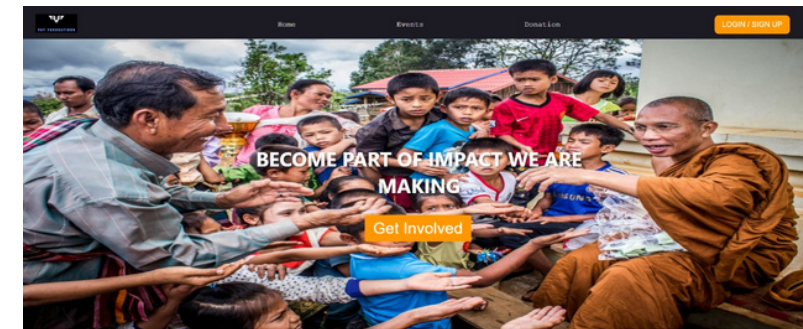 Home
Events
Donation
LOGIN / SIGN UP
BECOME PART OF IMPACT WE ARE
MAKING
Get Involved